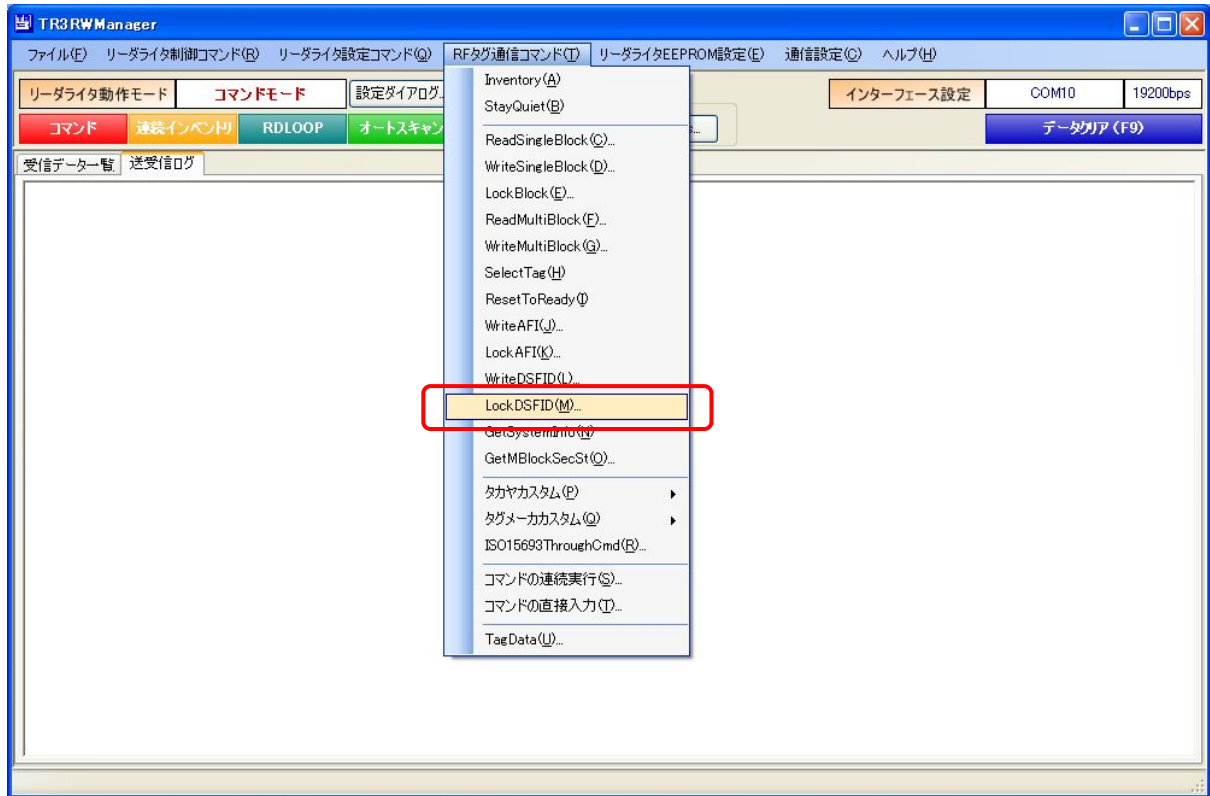 TR3RWManager
ファイル(F) リーダライタ制御コマンド(R) リーダライタ設定コマンド(Q) RFタグ通信コマンド(T) リーダライタEEPROM設定(E) 通信設定(C) ヘルプ(H)
リーダライタ動作モード コマンドモード 設定ダイアログ... インターフェース設定 COM10 19200bps
コマンド 連続インベントリ RDLOOP オートスキャン データクリア(F9)
受信データ一覧 送受信ログ
Inventory(A)
StayQuiet(B)
ReadSingleBlock(C)...
WriteSingleBlock(D)...
LockBlock(E)...
ReadMultiBlock(F)...
WriteMultiBlock(G)...
SelectTag(H)
ResetToReady(I)
WriteAFI(J)...
LockAFI(K)...
WriteDSFID(L)...
LockDSFID(M)...
GetSystemInfo(N)
GetMBlockSecSt(O)...
タカヤカスタム(P)
タグメーカカスタム(Q)
ISO15693ThroughCmd(R)...
コマンドの連続実行(S)...
コマンドの直接入力(T)...
TagData(U)...